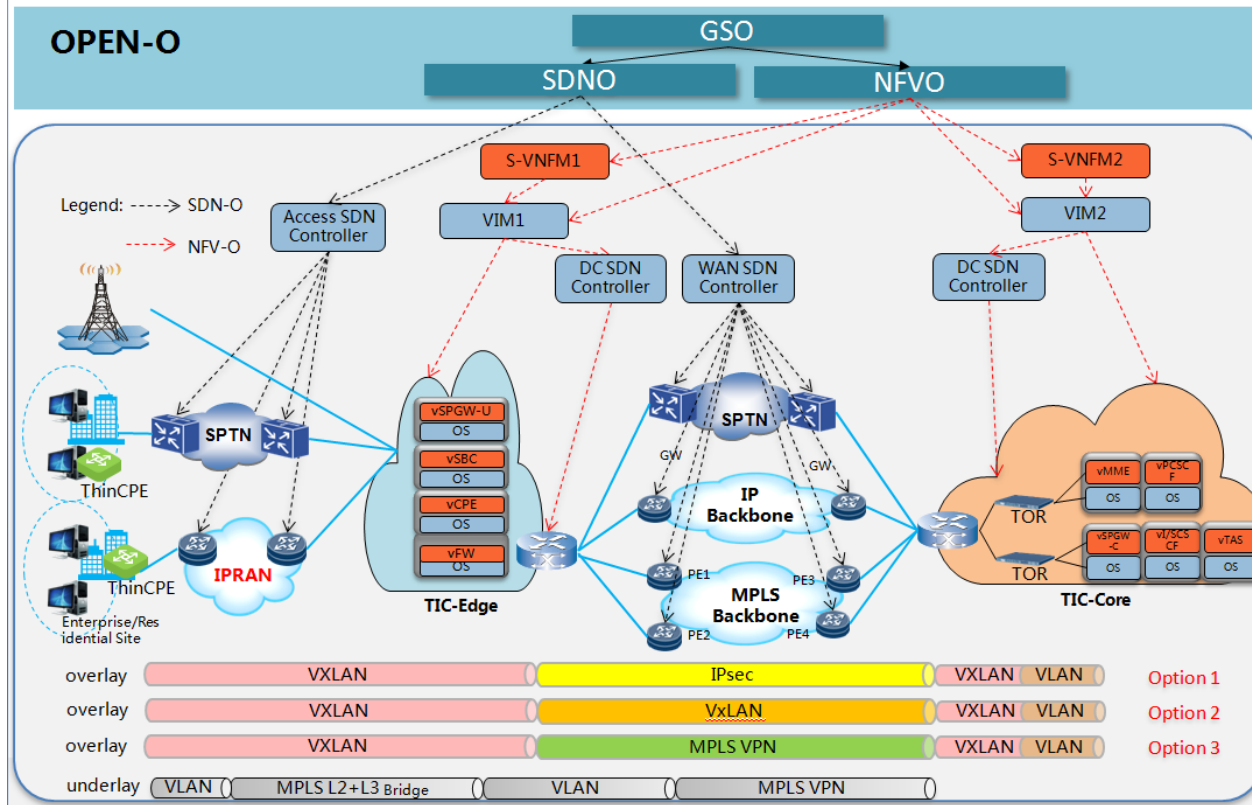 OPEN-O
GSO
SDNO
NFVO
S-VNFM1
S-VNFM2
Legend:
SDN-O
NFV-O
Access SDN
Controller
VIM1
VIM2
DC SDN
Controller
WAN SDN
Controller
DC SDN
Controller
SPTN
ThinCPE
IPRAN
ThinCPE
Enterprise/Res
idential Site
vSPGW-U
OS
vSBC
OS
vCPE
OS
vFW
OS
TIC-Edge
SPTN
GW
GW
IP
Backbone
PE1
PE3
MPLS
Backbone
PE2
PE4
vMME
OS
vPCSC
F
OS
TOR
vSPGW
-C
OS
vI/SCS
CF
OS
vTAS
OS
TOR
TIC-Core
overlay
VXLAN
IPsec
VXLAN
VLAN
Option 1
overlay
VXLAN
VxLAN
VXLAN
VLAN
Option 2
overlay
VXLAN
MPLS VPN
VXLAN
VLAN
Option 3
underlay
VLAN
MPLS L2+L3 Bridge
VLAN
MPLS VPN